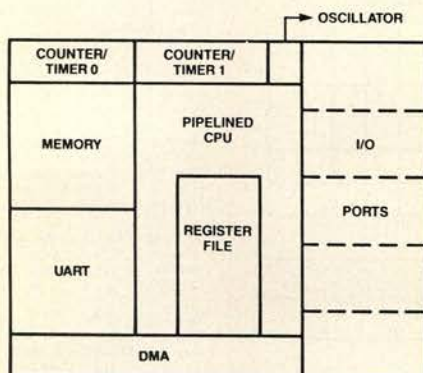 OSCILLATOR
COUNTER/
TIMER 0
COUNTER/
TIMER 1
MEMORY
PIPELINED
CPU
I/O
REGISTER
FILE
PORTS
UART
DMA